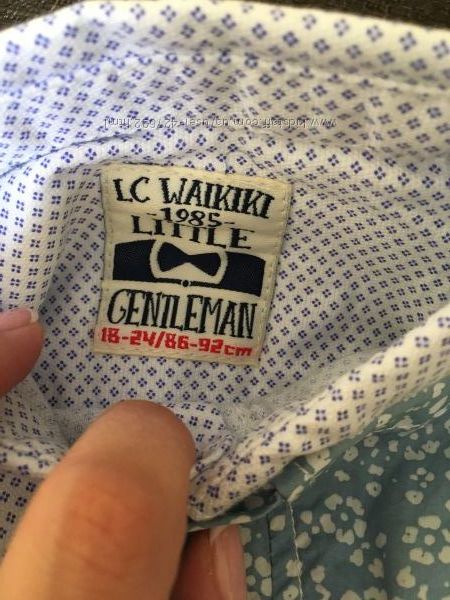 LC WAIKIKI
-1985-
LITTLE
GENTLEMAN
18-24/86-92cm